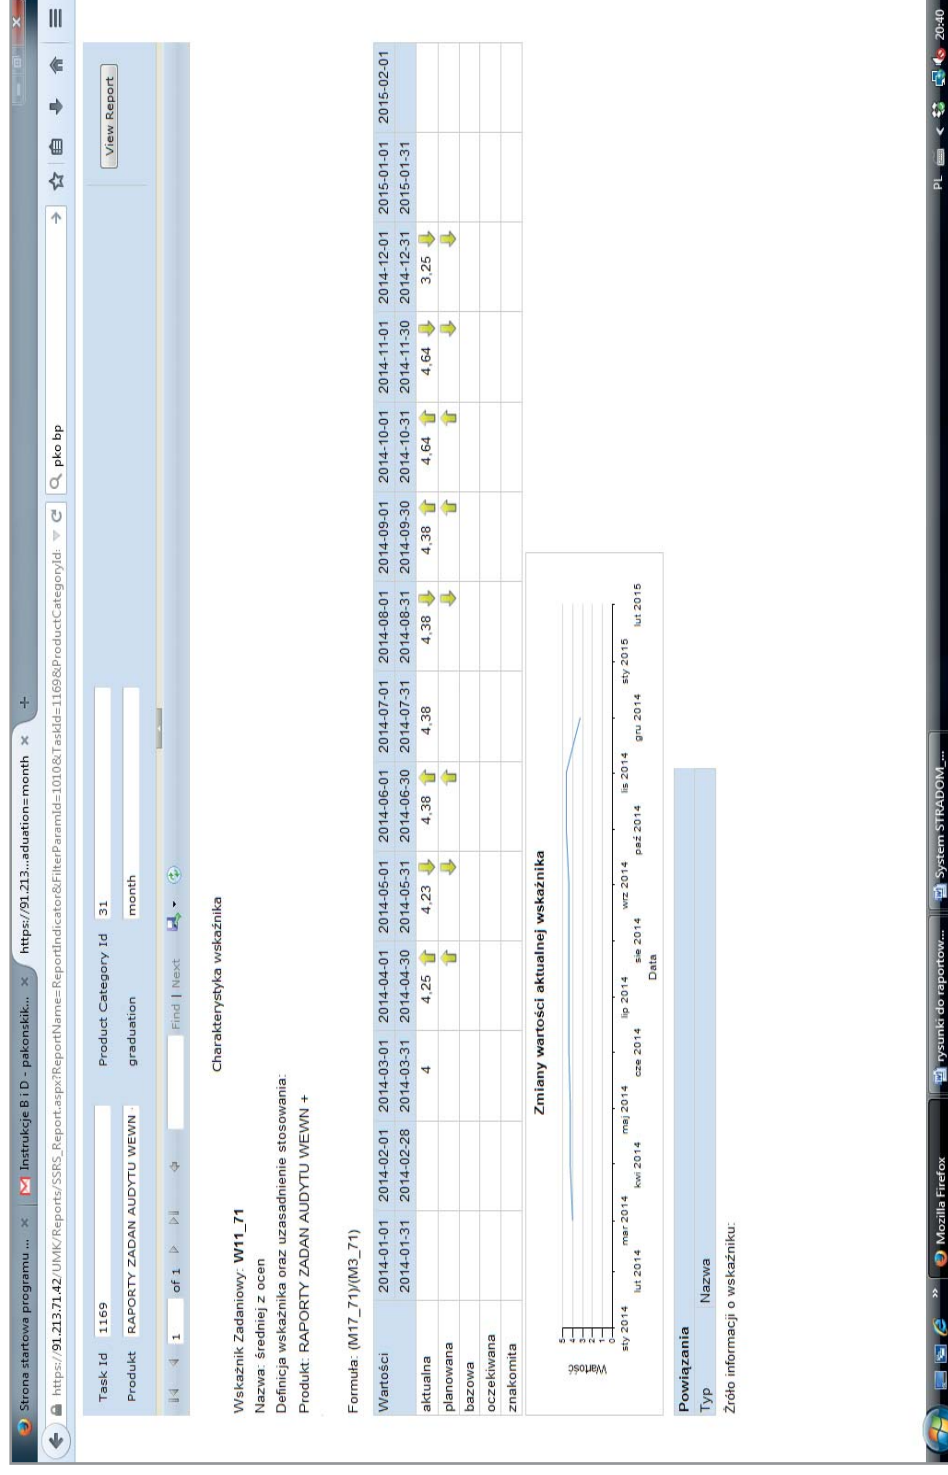 Strona startowa programu ... ×
Instrukcje B i D - pakonskik... ×
https://91.213...aduation=month ×
+
https://91.213.71.42/UMK/Reports/SSRS_Report.aspx?ReportName=ReportIndicator&FilterParamId=1010&TaskId=1169&ProductCategoryId:
pko bp
Task Id 1169 Product Category Id 31
View Report
Produkt RAPORTY ZADAN AUDYTU WEWN graduation month
1 of 1 Find | Next
Charakterystyka wskaźnika
Wskaźnik Zadaniowy: W11_71
Nazwa: średniej z ocen
Definicja wskaźnika oraz uzasadnienie stosowania:
Produkt: RAPORTY ZADAN AUDYTU WEWN +
Formuła: (M17_71)/(M3_71)
Wartości 2014-01-01 2014-02-01 2014-03-01 2014-04-01 2014-05-01 2014-06-01 2014-07-01 2014-08-01 2014-09-01 2014-10-01 2014-11-01 2014-12-01 2015-01-01 2015-02-01
2014-01-31 2014-02-28 2014-03-31 2014-04-30 2014-05-31 2014-06-30 2014-07-31 2014-08-31 2014-09-30 2014-10-31 2014-11-30 2014-12-31 2015-01-31
aktualna 4 4,25 4,23 4,38 4,38 4,38 4,38 4,64 4,64 3,25
planowana
bazowa
oczekiwana
znakomita
Zmiany wartości aktualnej wskaźnika
Wartość
5
4
3
2
1
0
sty 2014 lut 2014 mar 2014 kwi 2014 maj 2014 cze 2014 lip 2014 sie 2014 wrz 2014 paź 2014 lis 2014 gru 2014 sty 2015 lut 2015
Data
Powiązania
Typ Nazwa
Źróło informacji o wskaźniku:
Mozilla Firefox
rysunki do raportow...
System STRADOM_...
PL
20:40